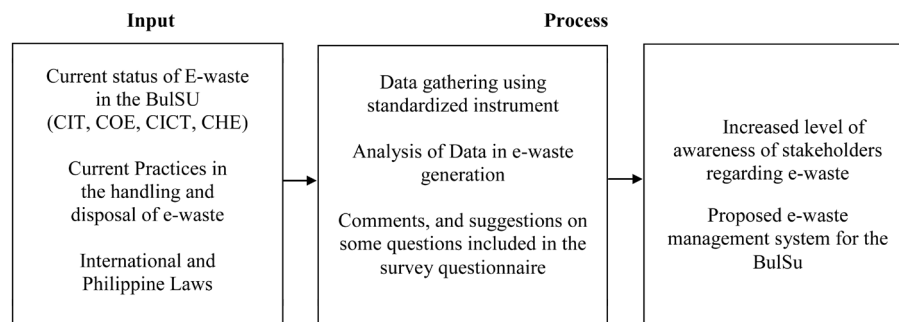 Input
Current status of E-waste
in the BulSU
(CIT, COE, CICT, CHE)
Current Practices in
the handling and
disposal of e-waste
International and
Philippine Laws
Process
Data gathering using
standardized instrument
Analysis of Data in e-waste
generation
Comments, and suggestions on
some questions included in the
survey questionnaire
Increased level of
awareness of stakeholders
regarding e-waste
Proposed e-waste
management system for the
BulSu